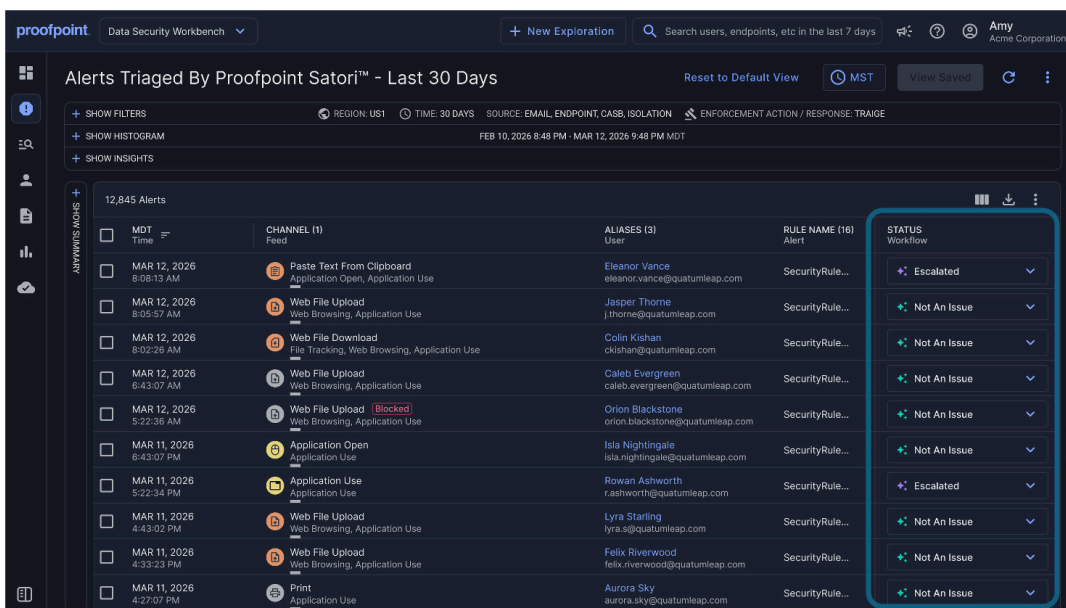 proofpoint.
Data Security Workbench
+ New Exploration
Search users, endpoints, etc in the last 7 days
Amy
Acme Corporation
Alerts Triaged By Proofpoint Satori™ - Last 30 Days
Reset to Default View
MST
View Saved
+ SHOW FILTERS
REGION: US1
TIME: 30 DAYS
SOURCE: EMAIL, ENDPOINT, CASB, ISOLATION
ENFORCEMENT ACTION / RESPONSE: TRAIGE
+ SHOW HISTOGRAM
FEB 10, 2026 8:48 PM - MAR 12, 2026 9:48 PM MDT
+ SHOW INSIGHTS
+ SHOW SUMMARY
12,845 Alerts
MDT CHANNEL (1) ALIASES (3) RULE NAME (16) STATUS
Time Feed User Alert Workflow
MAR 12, 2026 Paste Text From Clipboard Eleanor Vance SecurityRule... Escalated
8:08:13 AM Application Open, Application Use eleanor.vance@quatumleap.com
MAR 12, 2026 Web File Upload Jasper Thorne SecurityRule... Not An Issue
8:05:57 AM Web Browsing, Application Use j.thorne@quatumleap.com
MAR 12, 2026 Web File Download Colin Kishan SecurityRule... Not An Issue
8:02:26 AM File Tracking, Web Browsing, Application Use ckishan@quatumleap.com
MAR 12, 2026 Web File Upload Caleb Evergreen SecurityRule... Not An Issue
6:43:07 AM Web Browsing, Application Use caleb.evergreen@quatumleap.com
MAR 12, 2026 Web File Upload Blocked Orion Blackstone SecurityRule... Not An Issue
5:22:36 AM Web Browsing, Application Use orion.blackstone@quatumleap.com
MAR 11, 2026 Application Open Isla Nightingale SecurityRule... Not An Issue
6:43:07 PM Application Use isla.nightingale@quatumleap.com
MAR 11, 2026 Application Use Rowan Ashworth SecurityRule... Escalated
5:22:34 PM Application Use r.ashworth@quatumleap.com
MAR 11, 2026 Web File Upload Lyra Starling SecurityRule... Not An Issue
4:43:02 PM Web Browsing, Application Use lyra.s@quatumleap.com
MAR 11, 2026 Web File Upload Felix Riverwood SecurityRule... Not An Issue
4:33:23 PM Web Browsing, Application Use felix.riverwood@quatumleap.com
MAR 11, 2026 Print Aurora Sky SecurityRule... Not An Issue
4:27:07 PM Application Use aurora.sky@quatumleap.com